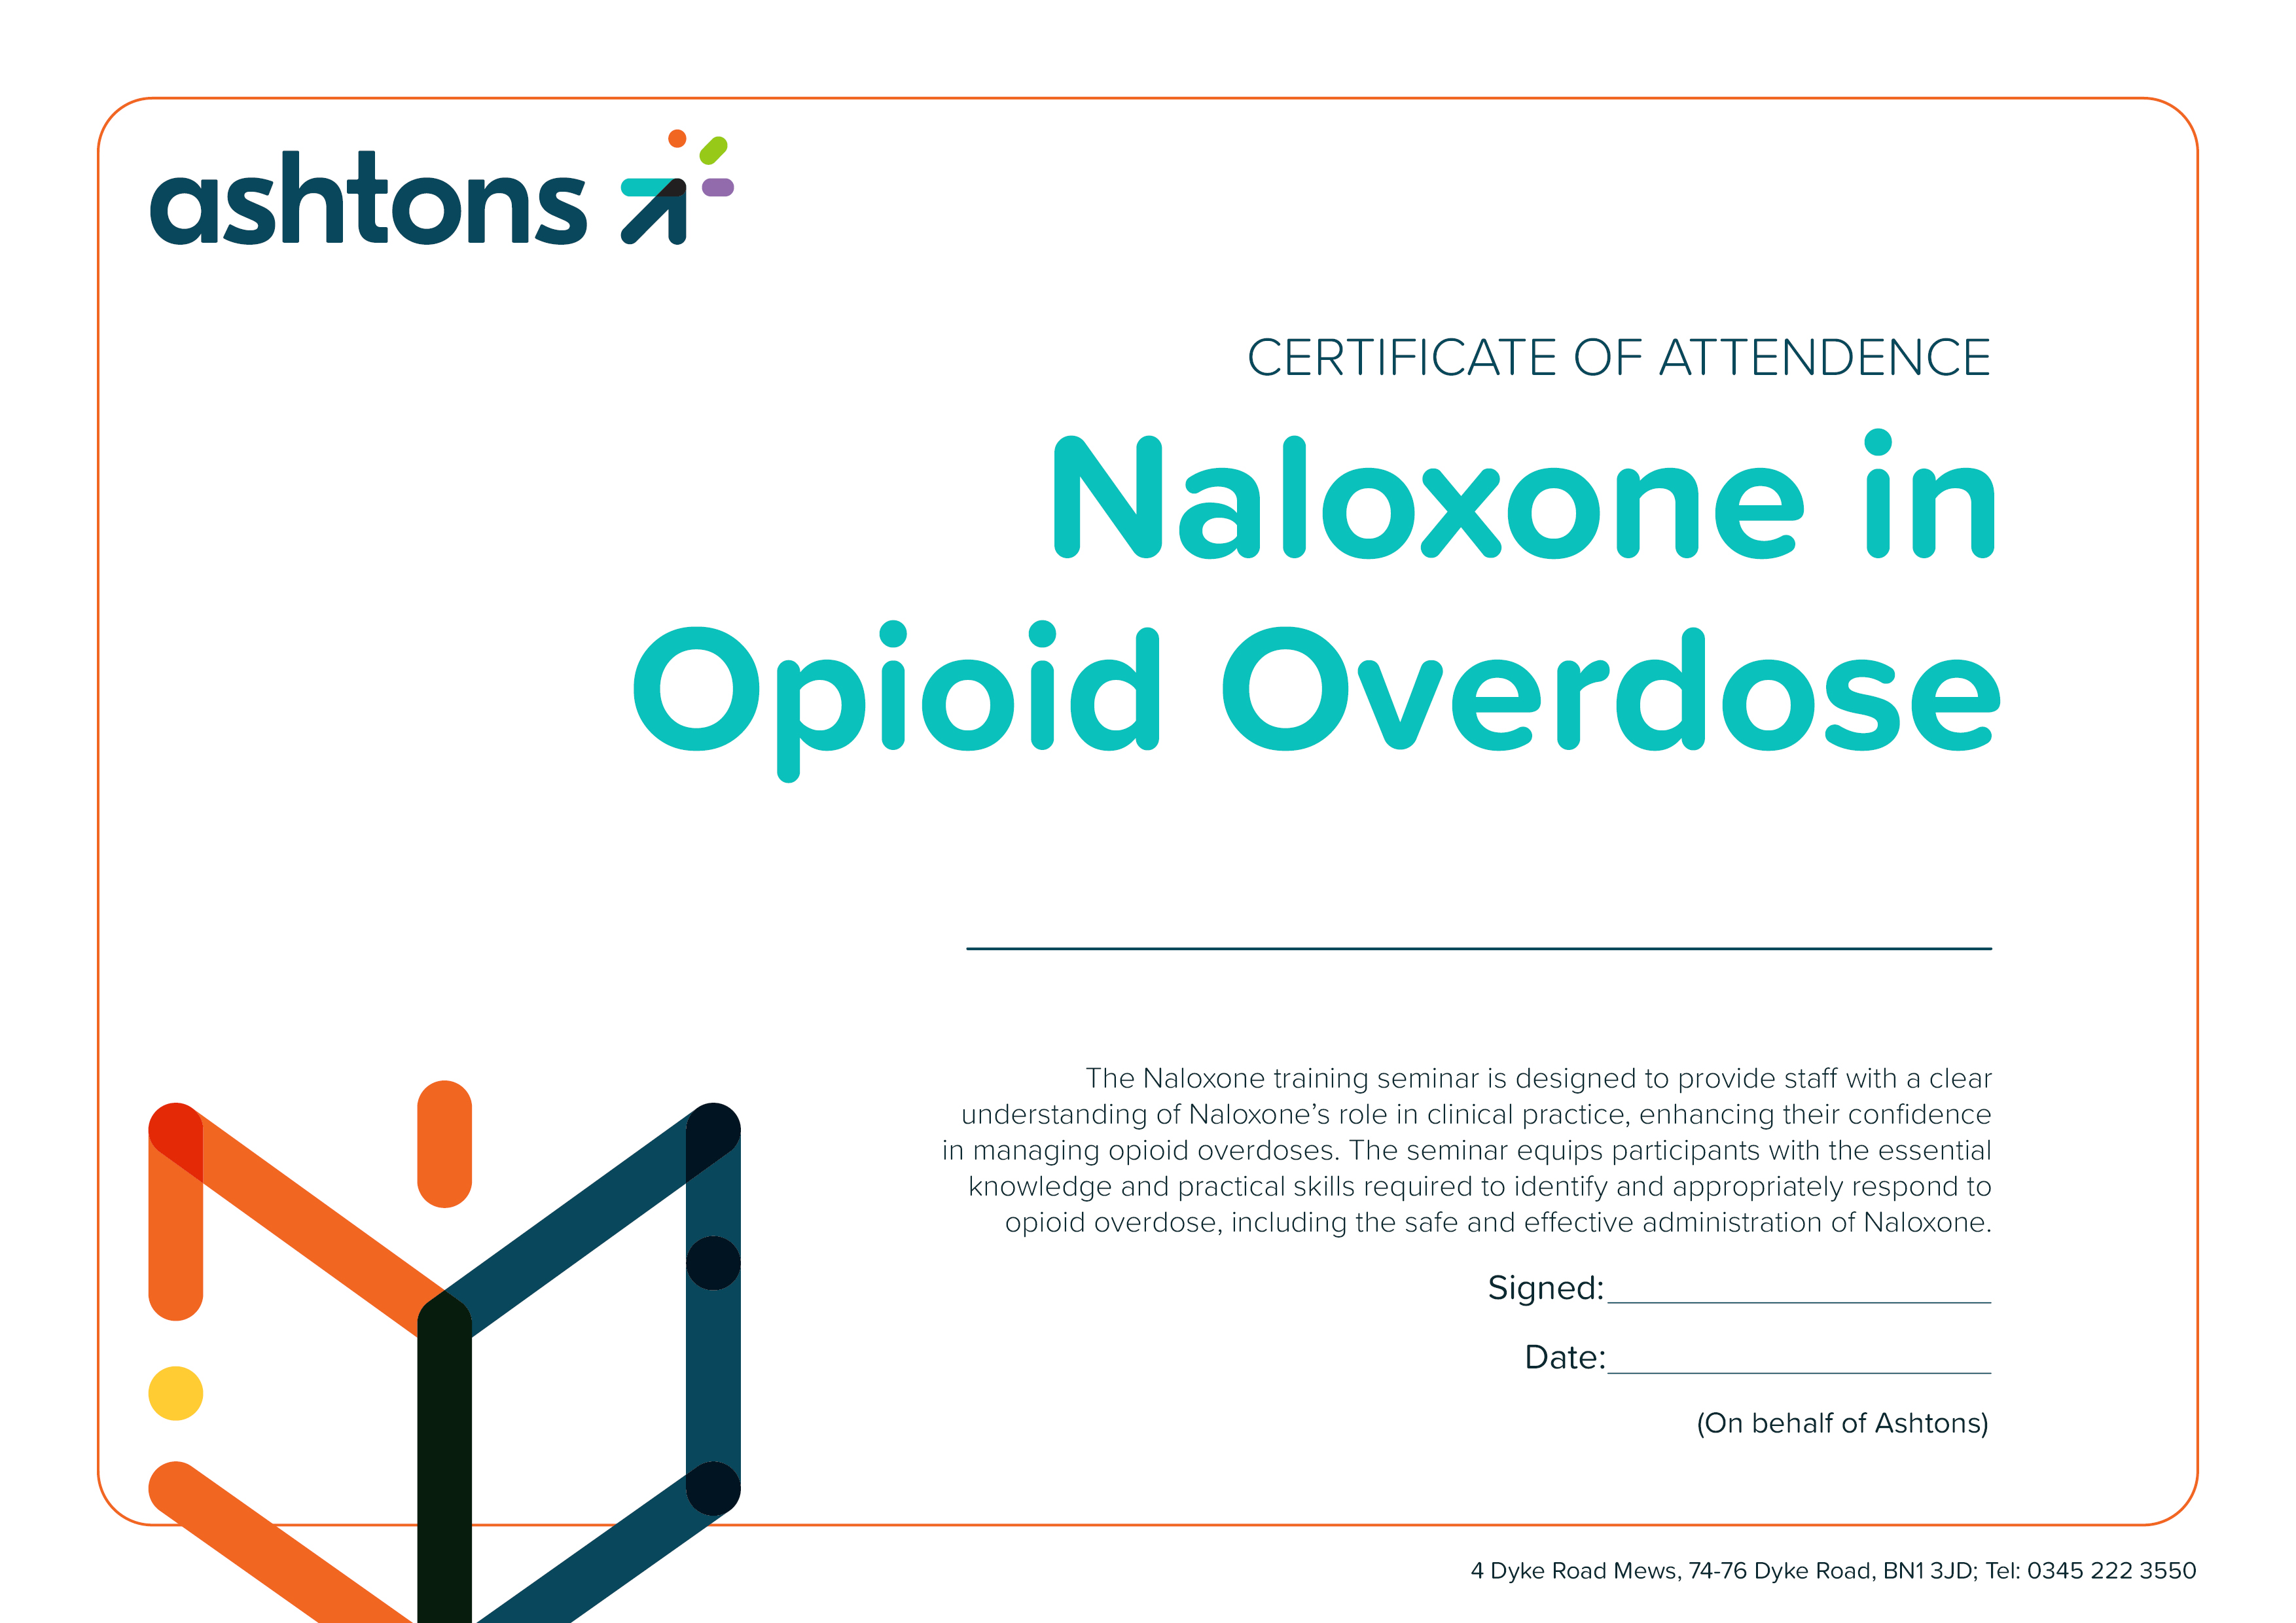 ashtons
CERTIFICATE OF ATTENDENCE
Naloxone in
Opioid Overdose
The Naloxone training seminar is designed to provide staff with a clear
understanding of Naloxone’s role in clinical practice, enhancing their confidence
in managing opioid overdoses. The seminar equips participants with the essential
knowledge and practical skills required to identify and appropriately respond to
opioid overdose, including the safe and effective administration of Naloxone.
Signed:
Date:
(On behalf of Ashtons)
4 Dyke Road Mews, 74-76 Dyke Road, BN1 3JD; Tel: 0345 222 3550